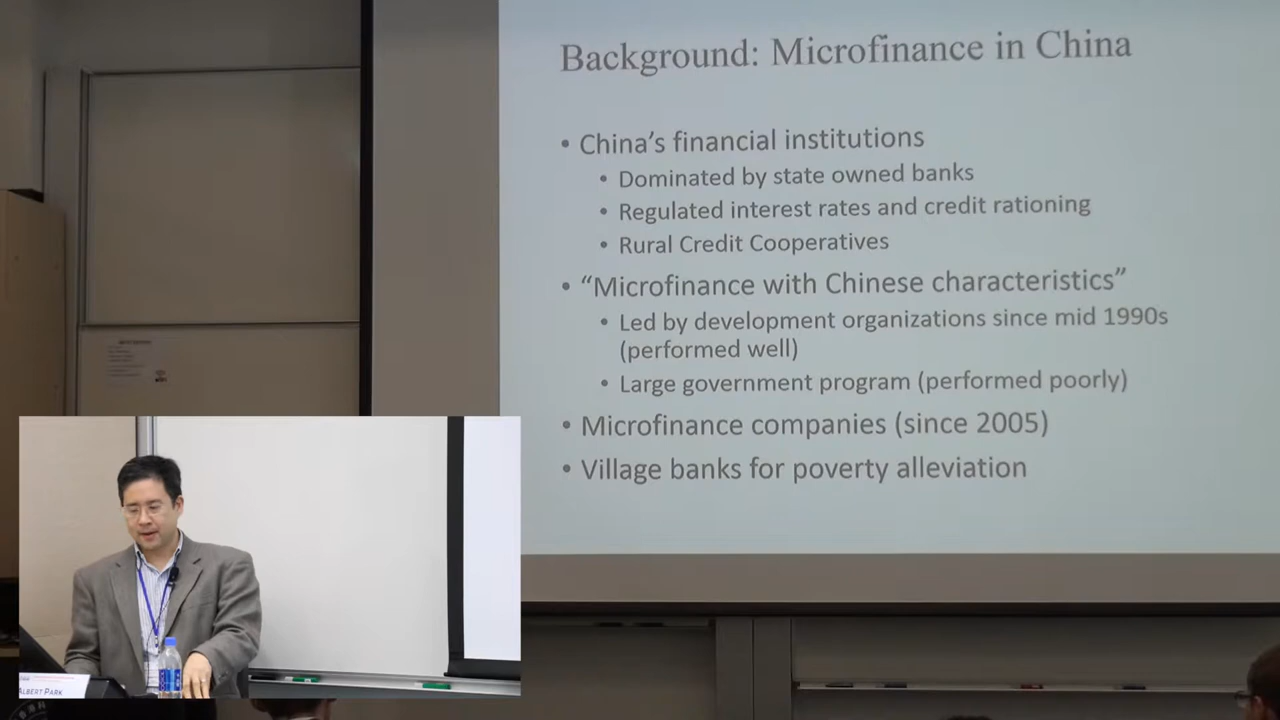 Background: Microfinance in China
• China’s financial institutions
• Dominated by state owned banks
• Regulated interest rates and credit rationing
• Rural Credit Cooperatives
• “Microfinance with Chinese characteristics”
• Led by development organizations since mid 1990s
(performed well)
• Large government program (performed poorly)
• Microfinance companies (since 2005)
• Village banks for poverty alleviation
ALBERT PARK